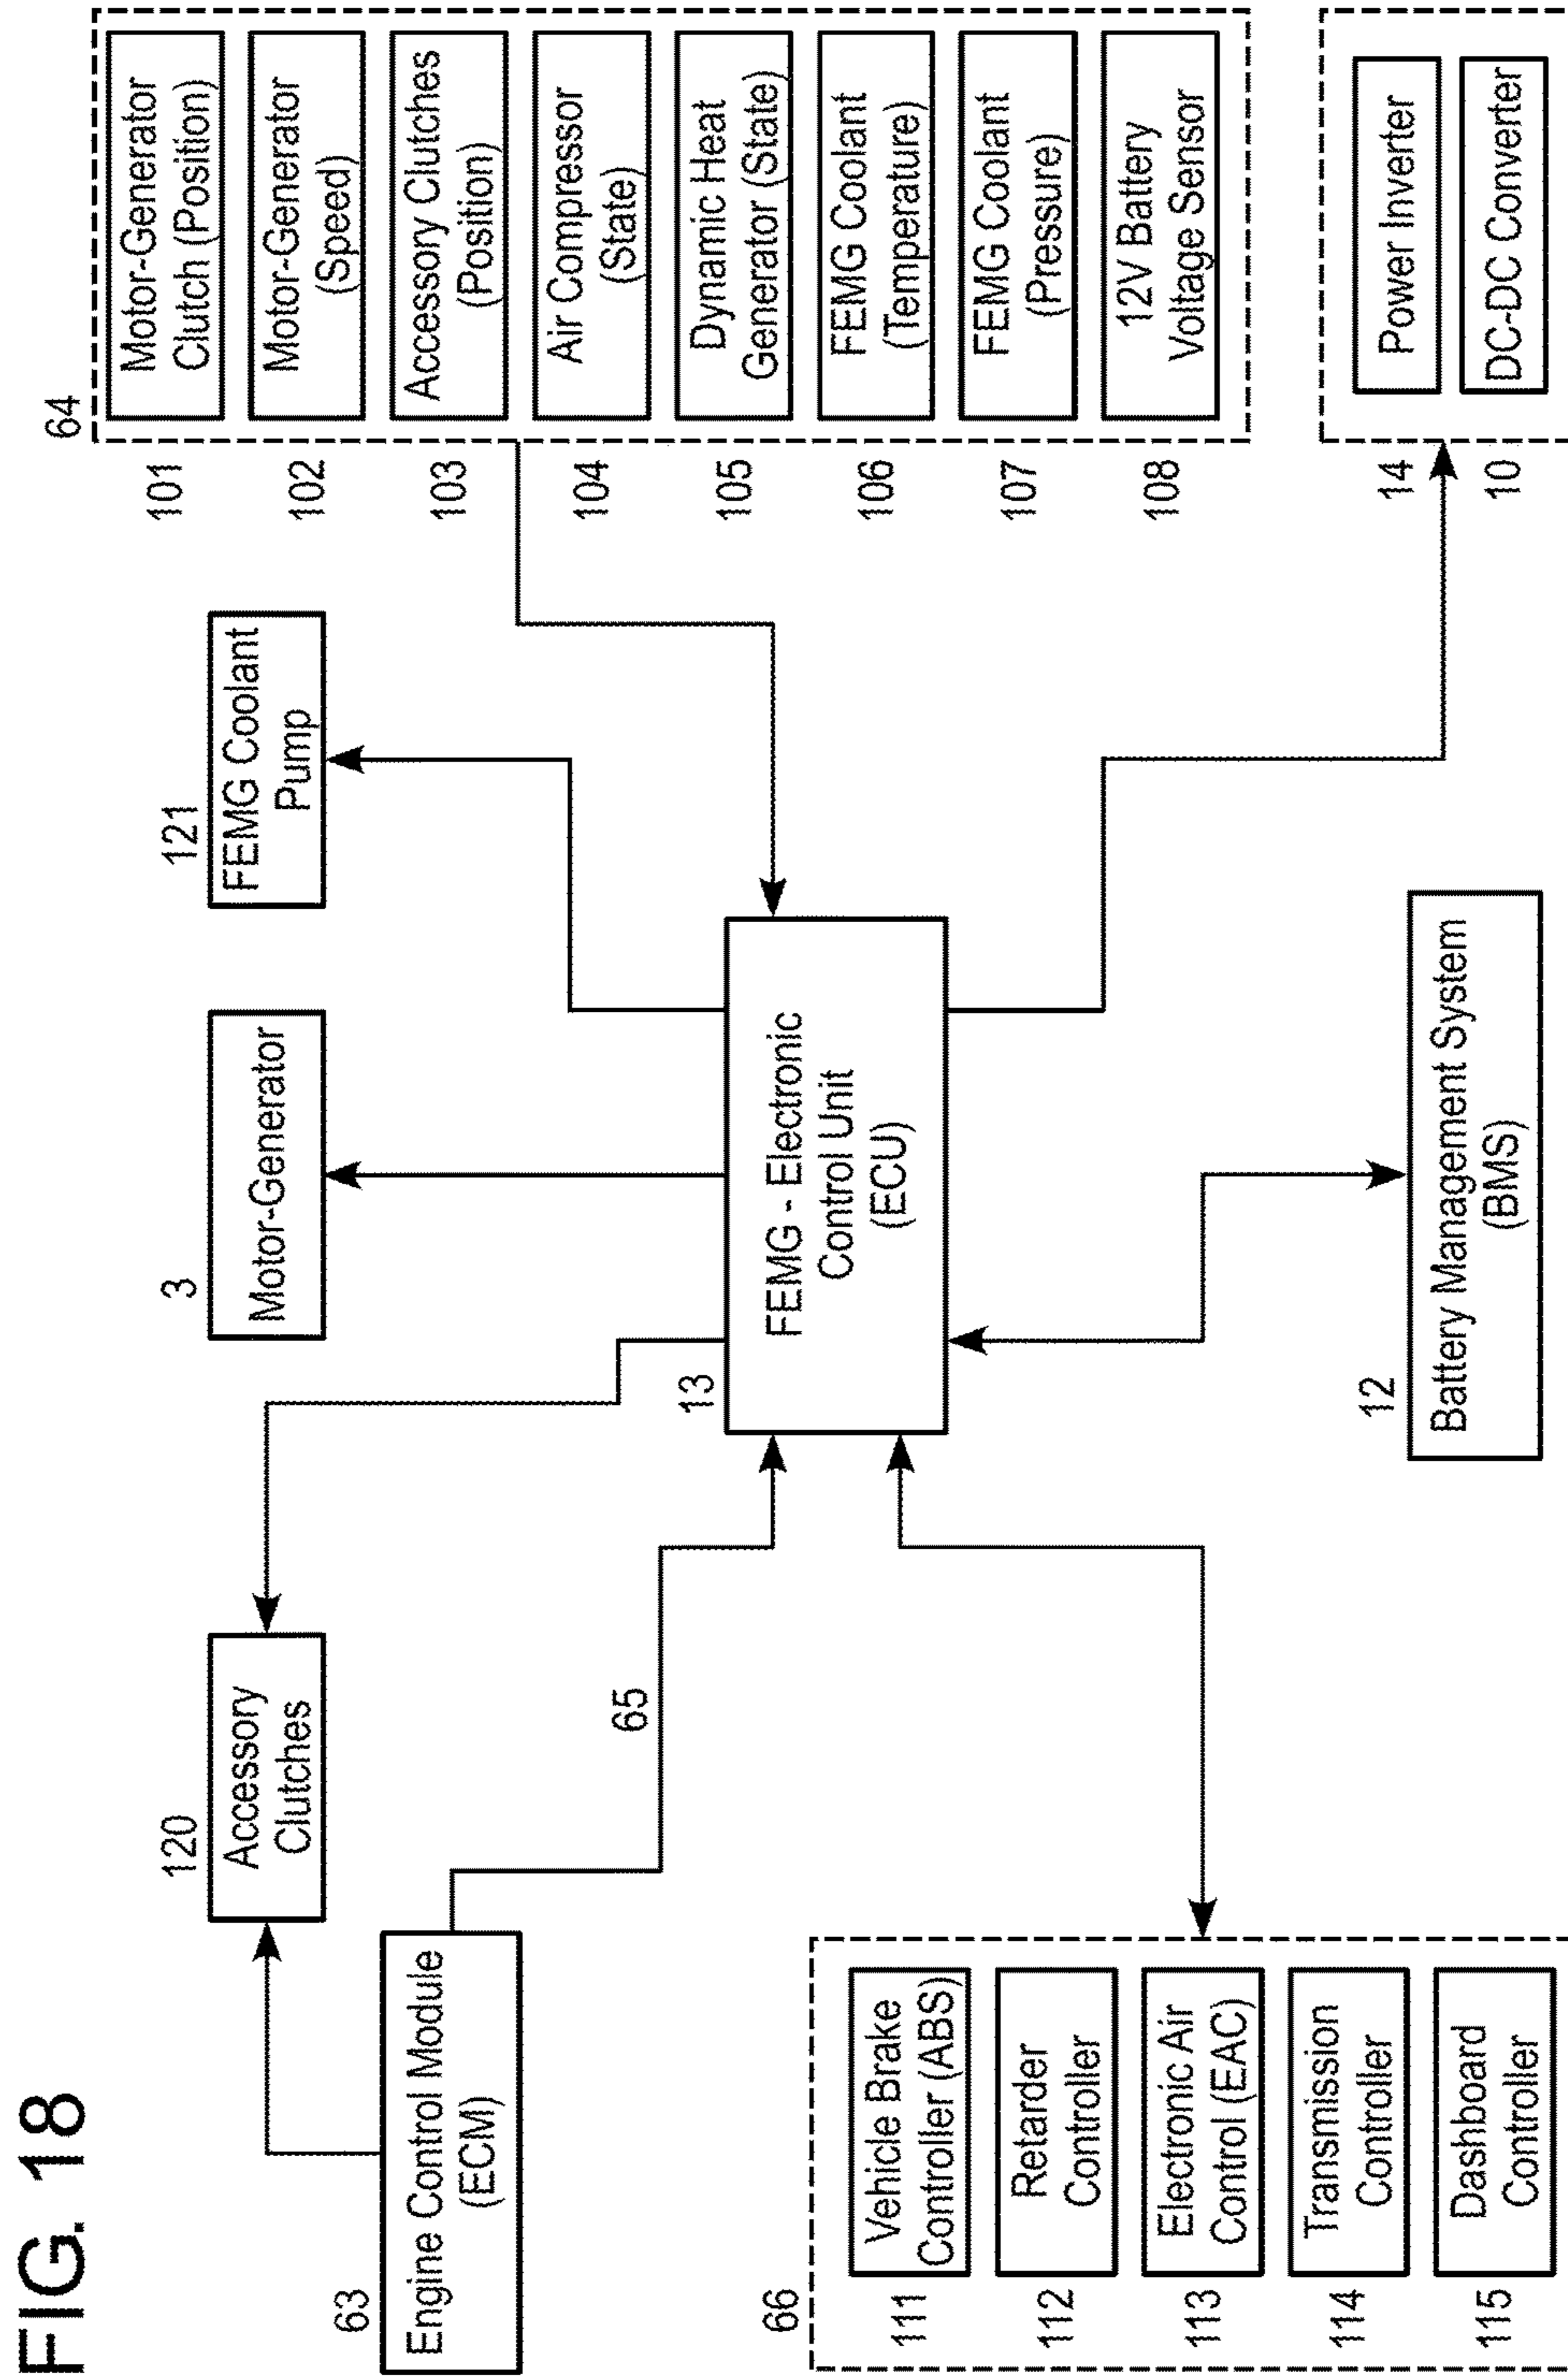 FIG. 18
63
Engine Control Module
(ECM)
120
Accessory
Clutches
3
Motor-Generator
121
FEMG Coolant
Pump
65
13
FEMG - Electronic
Control Unit
(ECU)
12
Battery Management System
(BMS)
66
111
Vehicle Brake
Controller (ABS)
112
Retarder
Controller
113
Electronic Air
Control (EAC)
114
Transmission
Controller
115
Dashboard
Controller
64
101
Motor-Generator
Clutch (Position)
102
Motor-Generator
(Speed)
103
Accessory Clutches
(Position)
104
Air Compressor
(State)
105
Dynamic Heat
Generator (State)
106
FEMG Coolant
(Temperature)
107
FEMG Coolant
(Pressure)
108
12V Battery
Voltage Sensor
14
Power Inverter
10
DC-DC Converter